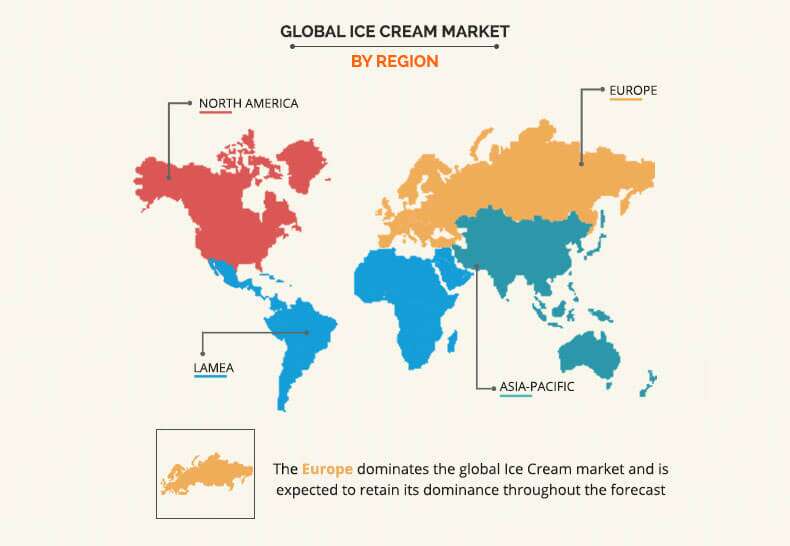 GLOBAL ICE CREAM MARKET
BY REGION
NORTH AMERICA
EUROPE
LAMEA
ASIA-PACIFIC
The Europe dominates the global Ice Cream market and is
expected to retain its dominance throughout the forecast